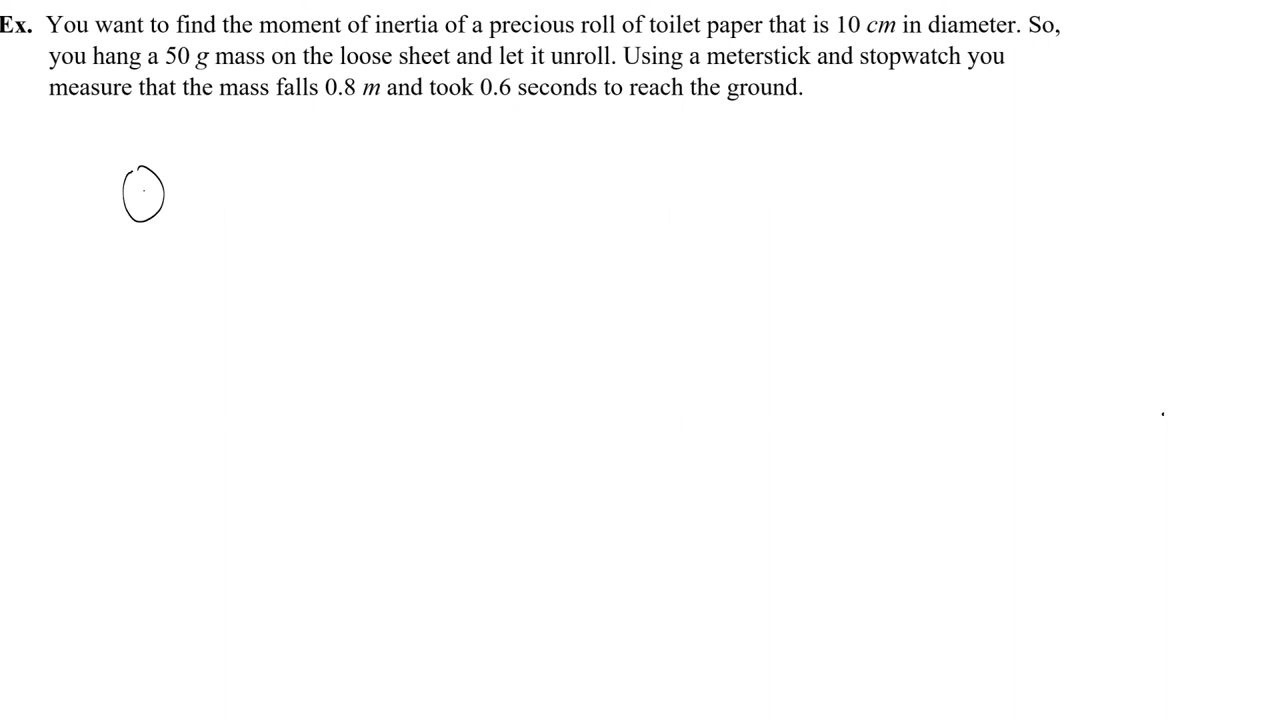 Ex. You want to find the moment of inertia of a precious roll of toilet paper that is 10 cm in diameter. So,
you hang a 50 g mass on the loose sheet and let it unroll. Using a meterstick and stopwatch you
measure that the mass falls 0.8 m and took 0.6 seconds to reach the ground.